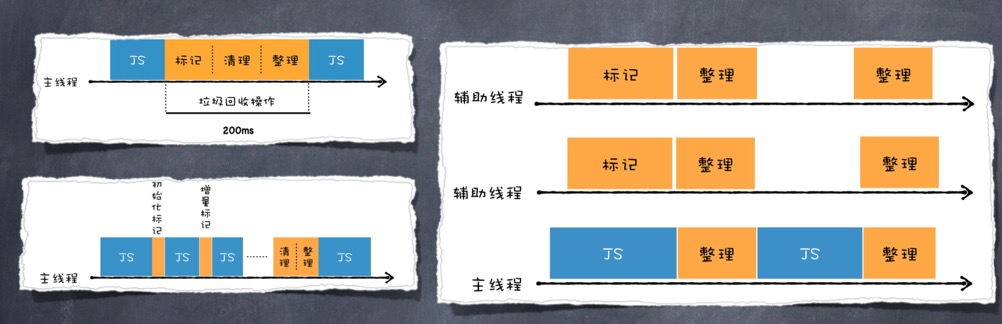 JS 标记 清理 整理 JS
主线程
垃圾回收操作
200ms
初始化标记 增量标记
JS JS JS 清理 整理 JS
主线程
标记 整理 整理
辅助线程
标记 整理 整理
辅助线程
JS 整理 JS 整理
主线程